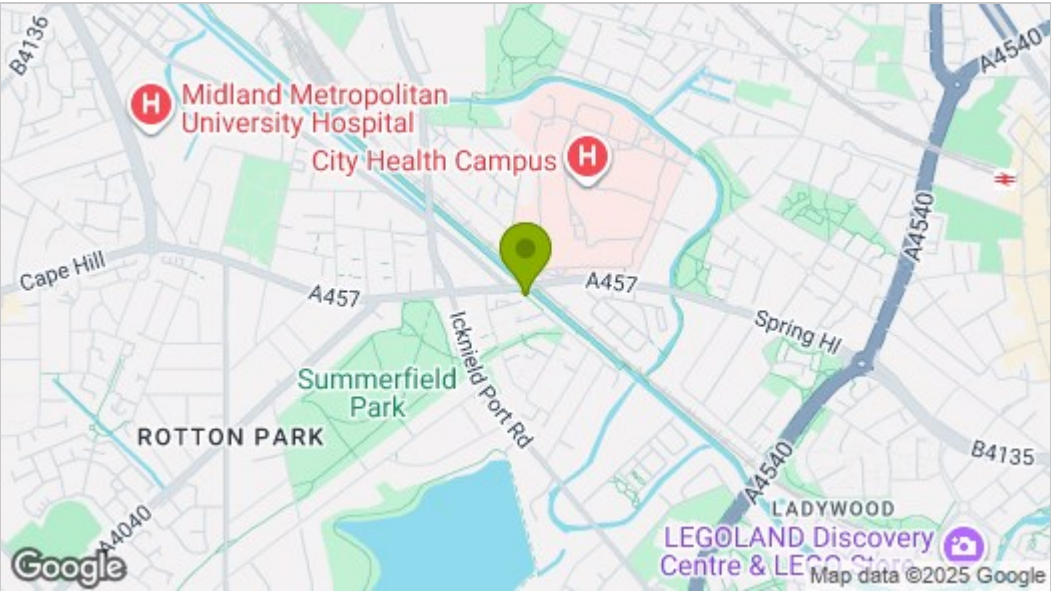 B4136
A4540
Midland Metropolitan
University Hospital
City Health Campus
A4540
Cape Hill
A457
A457
Spring Hl
Icknield Port Rd
Summerfield
Park
ROTTON PARK
B4135
A4540
A4040
LADYWOOD
LEGOLAND Discovery
Centre & LEGO Store
Google
Map data ©2025 Google
H
H